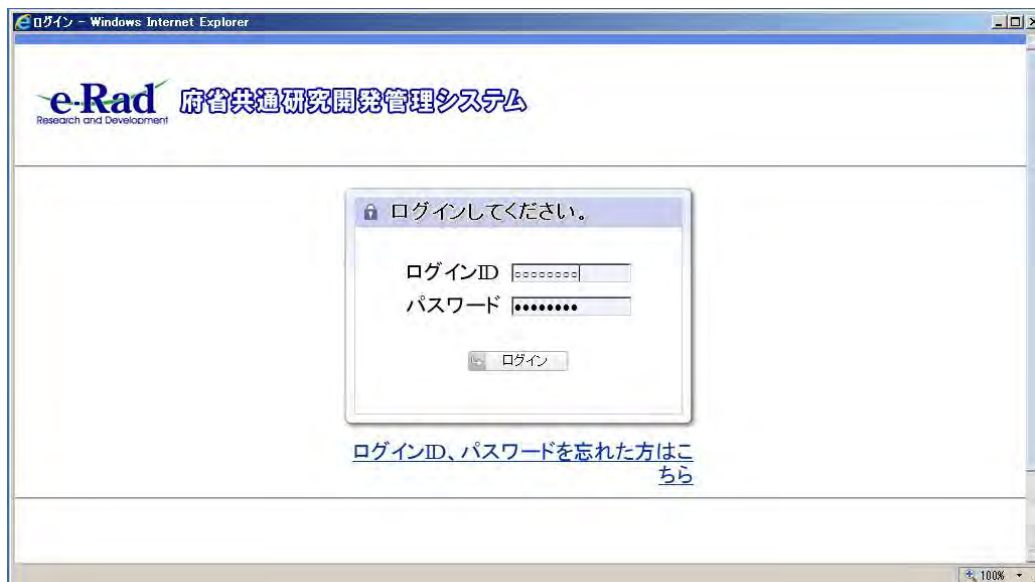 ログイン - Windows Internet Explorer
e-Rad 府省共通研究開発管理システム
Research and Development
ログインしてください。
ログインID ○○○○○○○○
パスワード ●●●●●●●●
ログイン
ログインID、パスワードを忘れた方はこ
ちら
100%